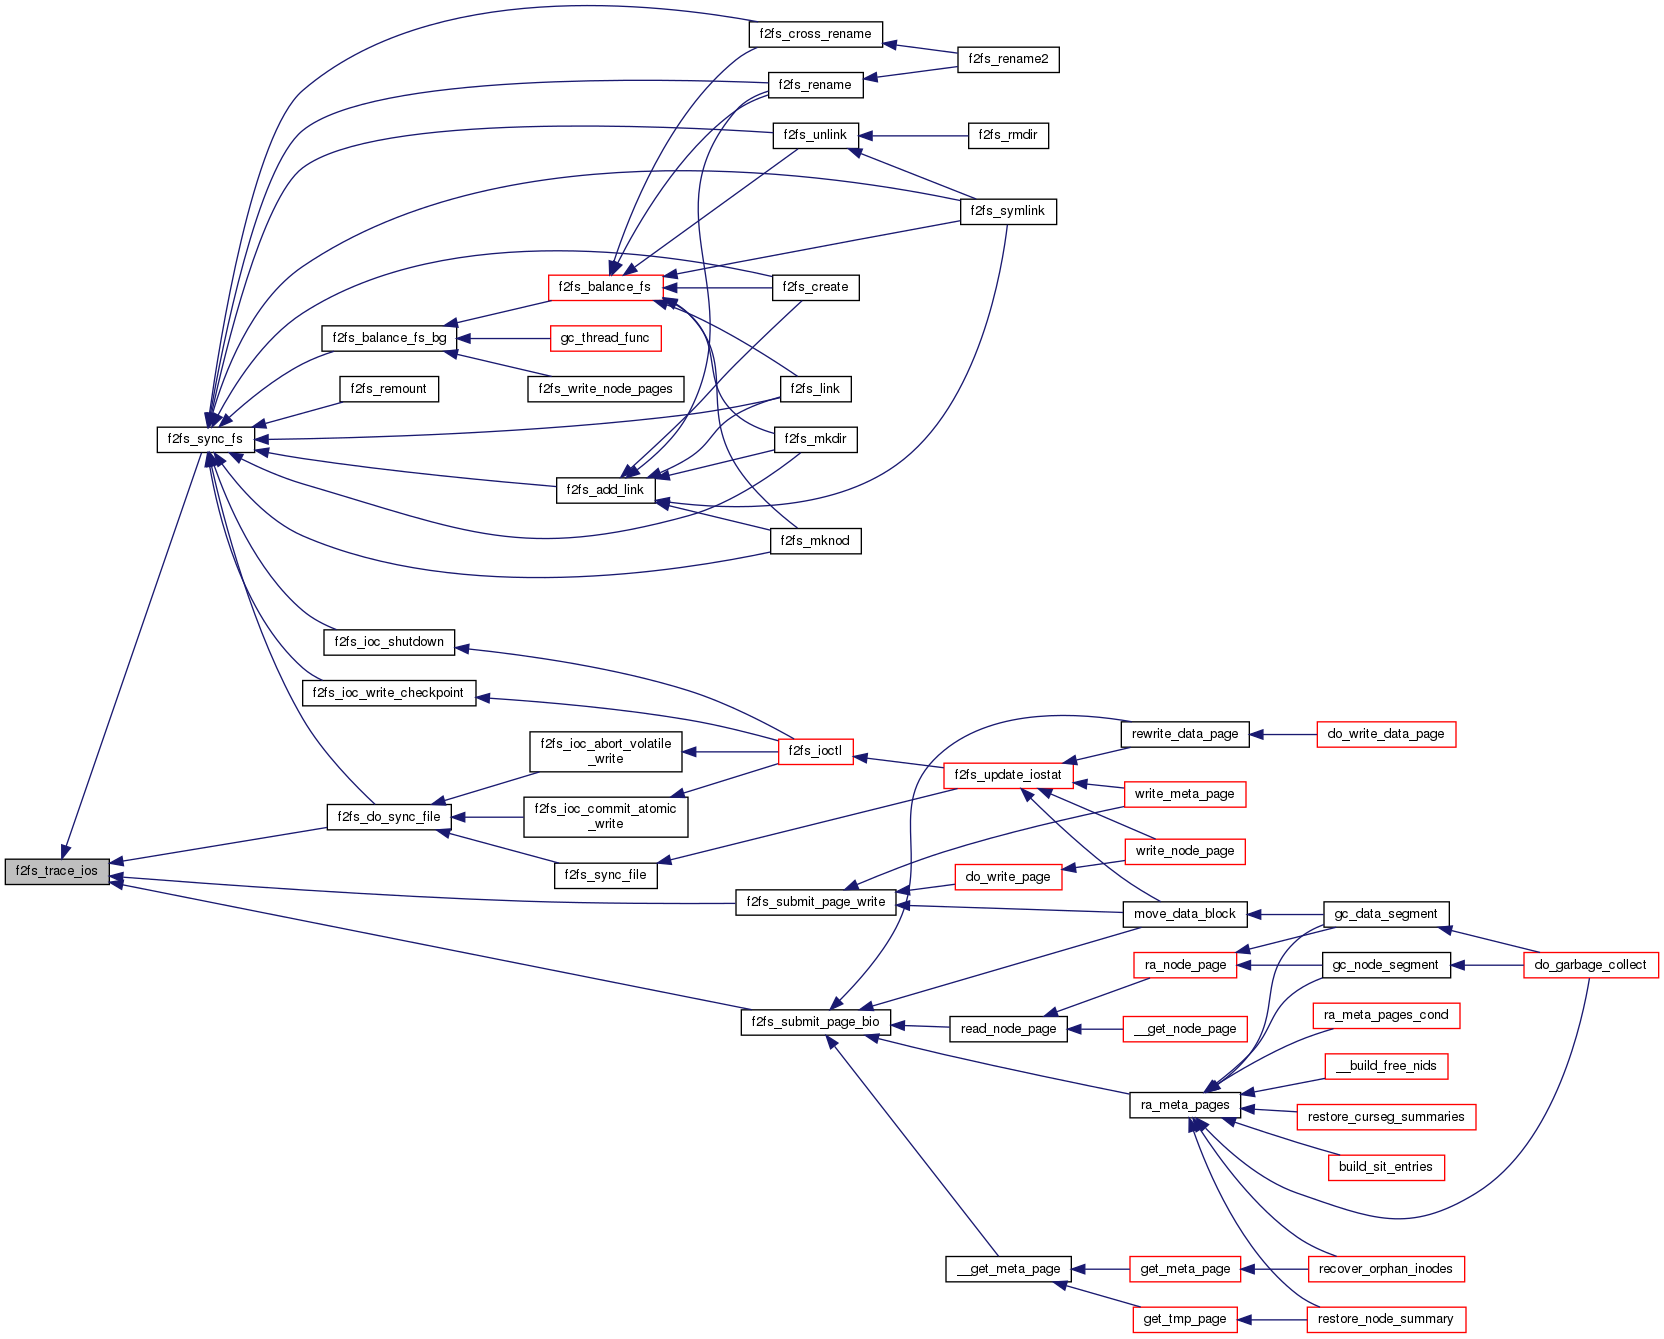 f2fs_cross_rename
f2fs_rename2
f2fs_rename
f2fs_unlink
f2fs_rmdir
f2fs_symlink
f2fs_balance_fs
f2fs_create
f2fs_balance_fs_bg
gc_thread_func
f2fs_remount
f2fs_write_node_pages
f2fs_link
f2fs_sync_fs
f2fs_mkdir
f2fs_add_link
f2fs_mknod
f2fs_ioc_shutdown
f2fs_ioc_write_checkpoint
f2fs_ioc_abort_volatile
_write
f2fs_ioctl
rewrite_data_page
do_write_data_page
f2fs_update_iostat
write_meta_page
f2fs_do_sync_file
f2fs_ioc_commit_atomic
_write
write_node_page
f2fs_trace_ios
f2fs_sync_file
do_write_page
f2fs_submit_page_write
move_data_block
gc_data_segment
ra_node_page
gc_node_segment
do_garbage_collect
f2fs_submit_page_bio
read_node_page
__get_node_page
ra_meta_pages_cond
__build_free_nids
ra_meta_pages
restore_curseg_summaries
build_sit_entries
__get_meta_page
get_meta_page
recover_orphan_inodes
get_tmp_page
restore_node_summary